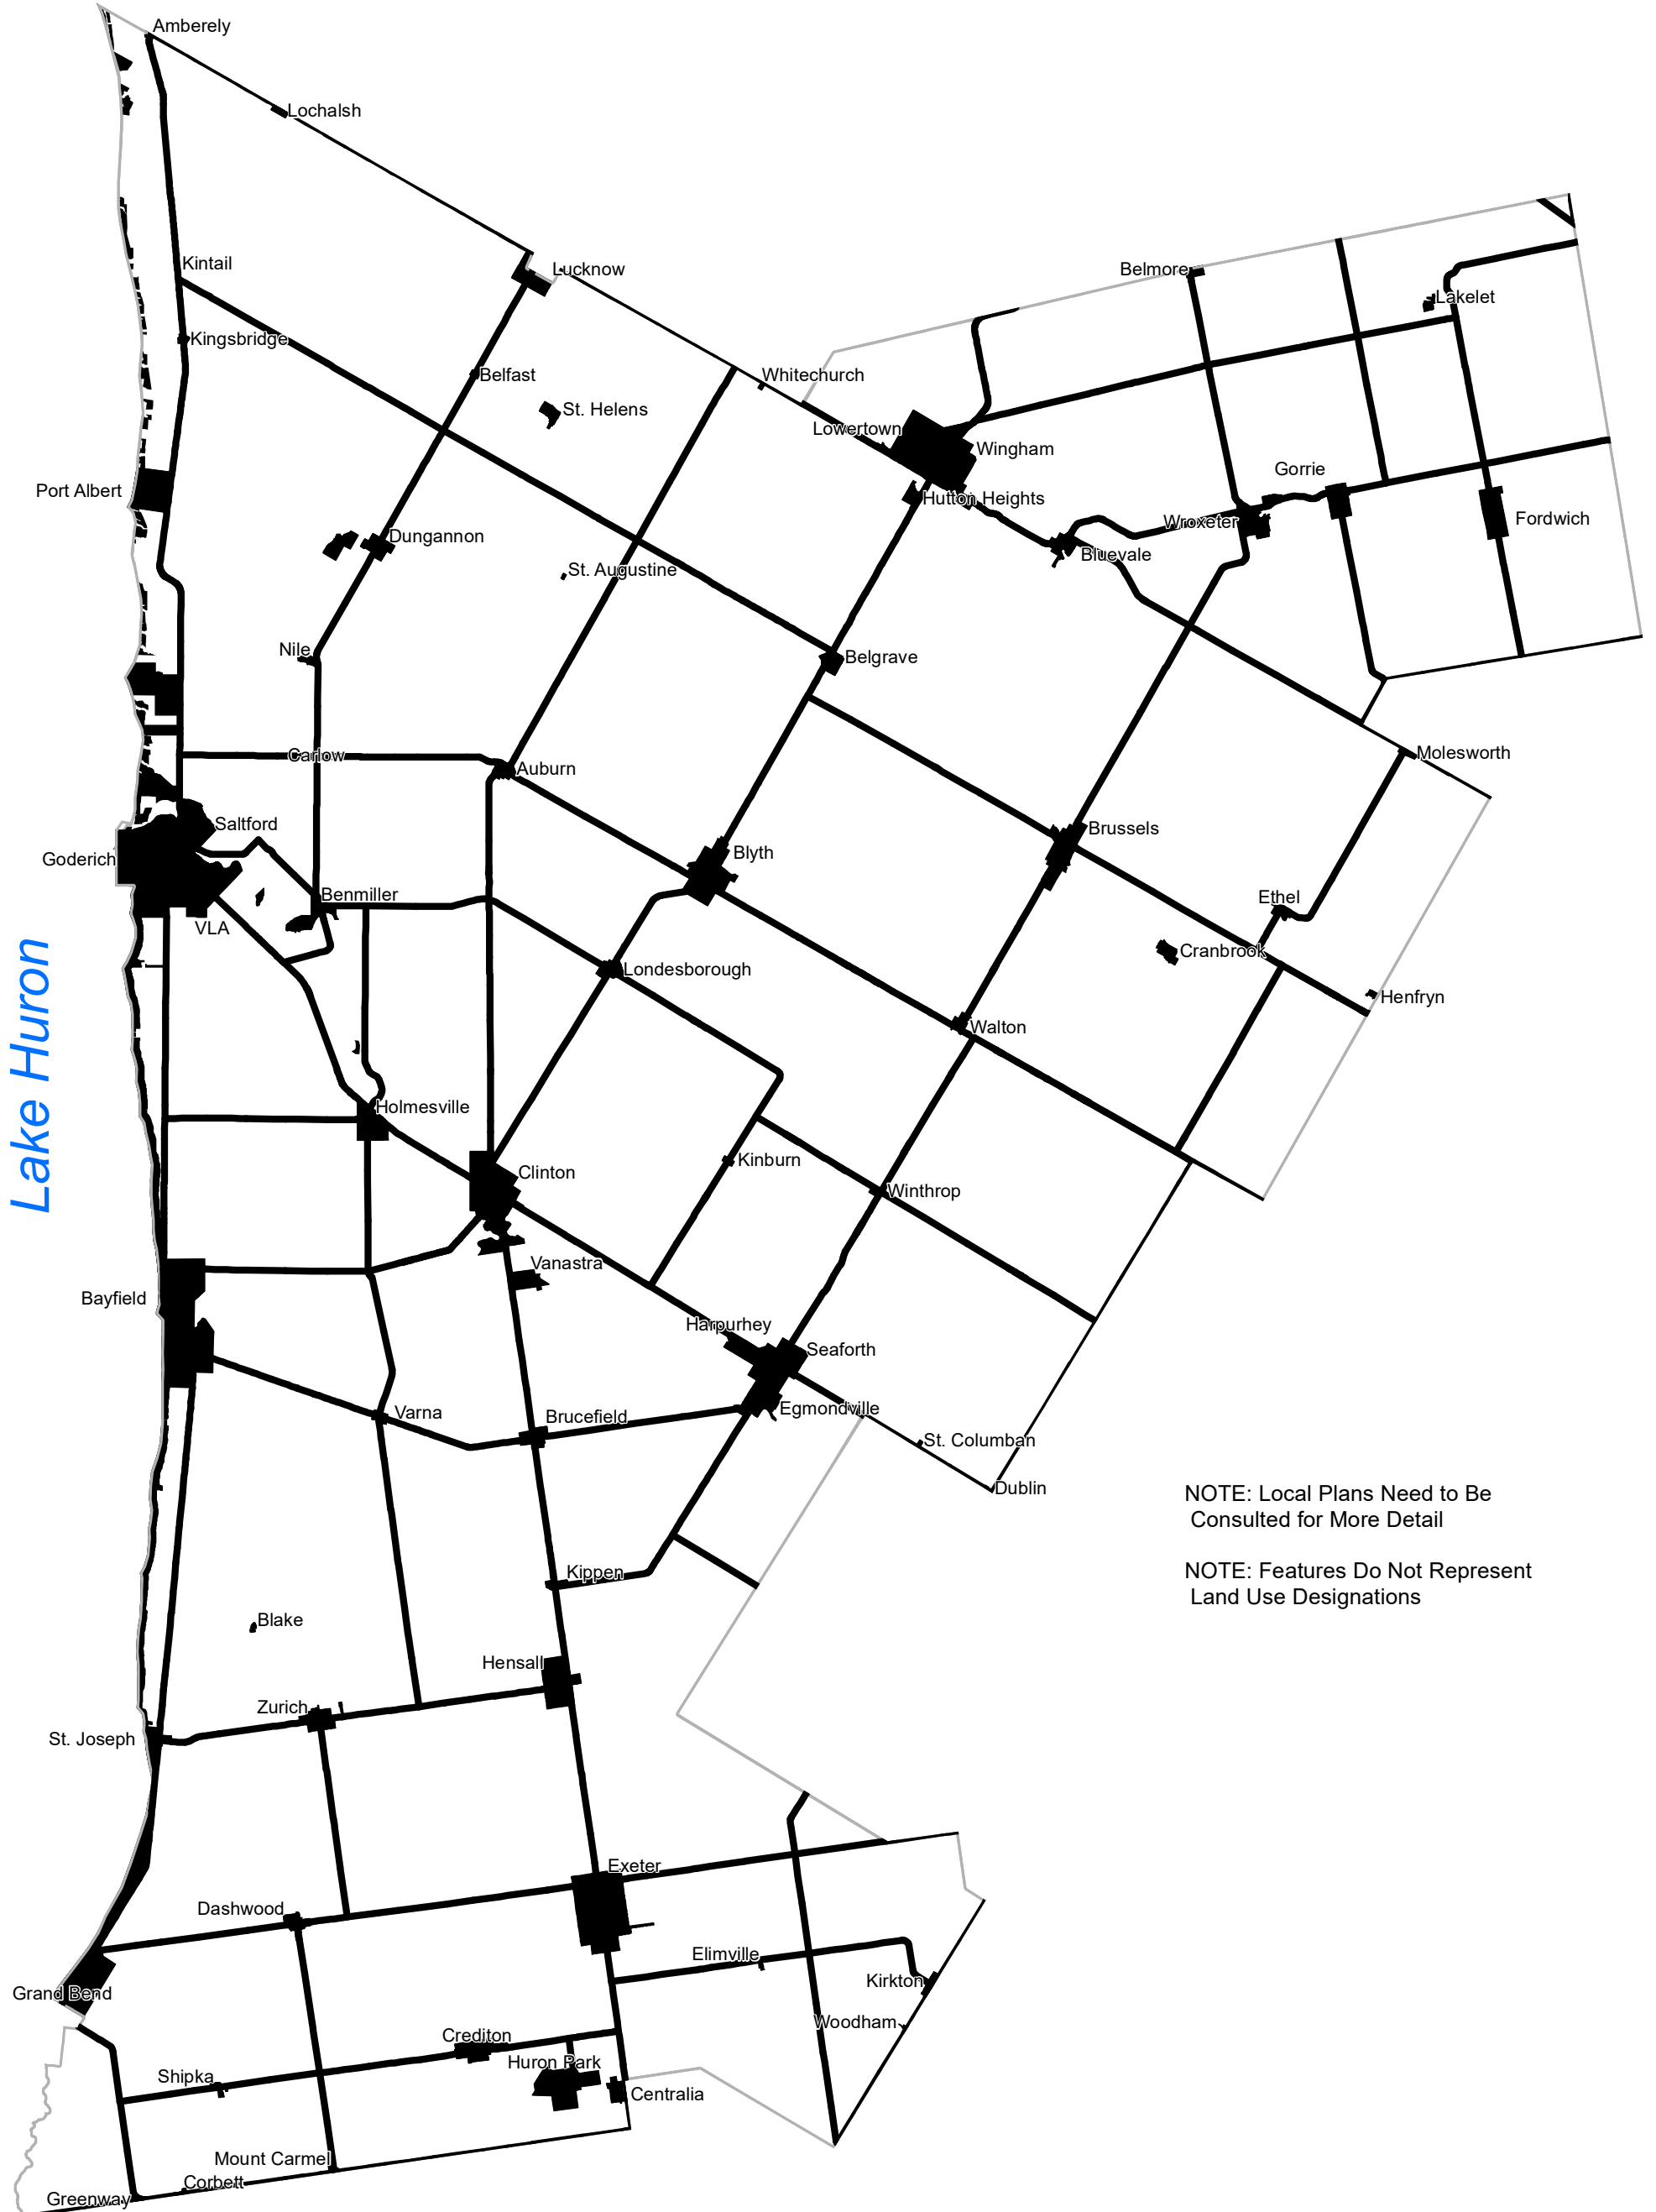 Amberely
Lochalsh
Kintail
Lucknow
Belmore
Lakelet
Kingsbridge
Belfast
Whitechurch
St. Helens
Lowertown
Wingham
Gorrie
Port Albert
Hutton Heights
Wroxeter
Fordwich
Dungannon
Bluevale
St. Augustine
Nile
Belgrave
Carlow
Auburn
Molesworth
Saltford
Brussels
Goderich
Blyth
Benmiller
Ethel
VLA
Cranbrook
Londesborough
Henfryn
Walton
Lake Huron
Holmesville
Clinton
Kinburn
Winthrop
Vanastra
Bayfield
Harpurhey
Seaforth
Varna
Brucefield
Egmondville
St. Columban
Dublin
NOTE: Local Plans Need to Be
Consulted for More Detail
NOTE: Features Do Not Represent
Land Use Designations
Kippen
Blake
Hensall
Zurich
St. Joseph
Exeter
Dashwood
Elimville
Kirkton
Grand Bend
Woodham
Crediton
Huron Park
Shipka
Centralia
Mount Carmel
Corbett
Greenway